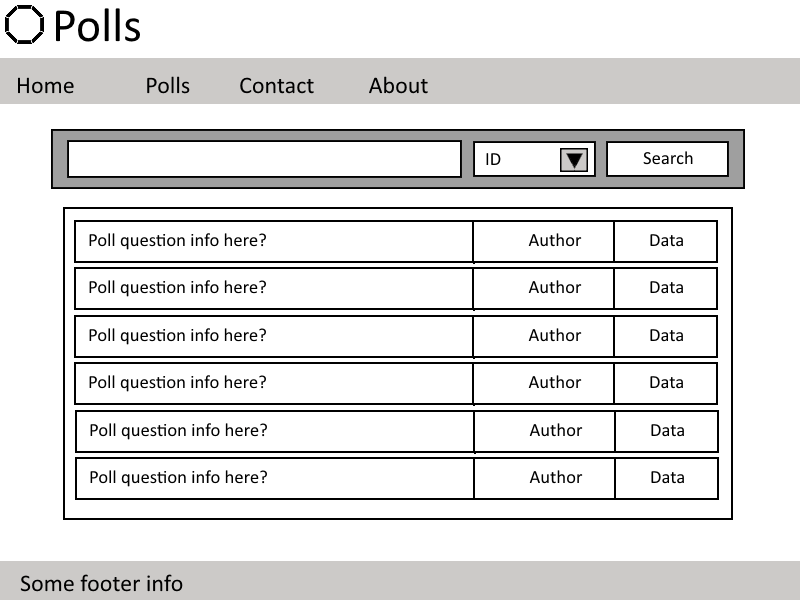 Polls
Home Polls Contact About
ID Search
Poll question info here? Author Data
Poll question info here? Author Data
Poll question info here? Author Data
Poll question info here? Author Data
Poll question info here? Author Data
Poll question info here? Author Data
Some footer info